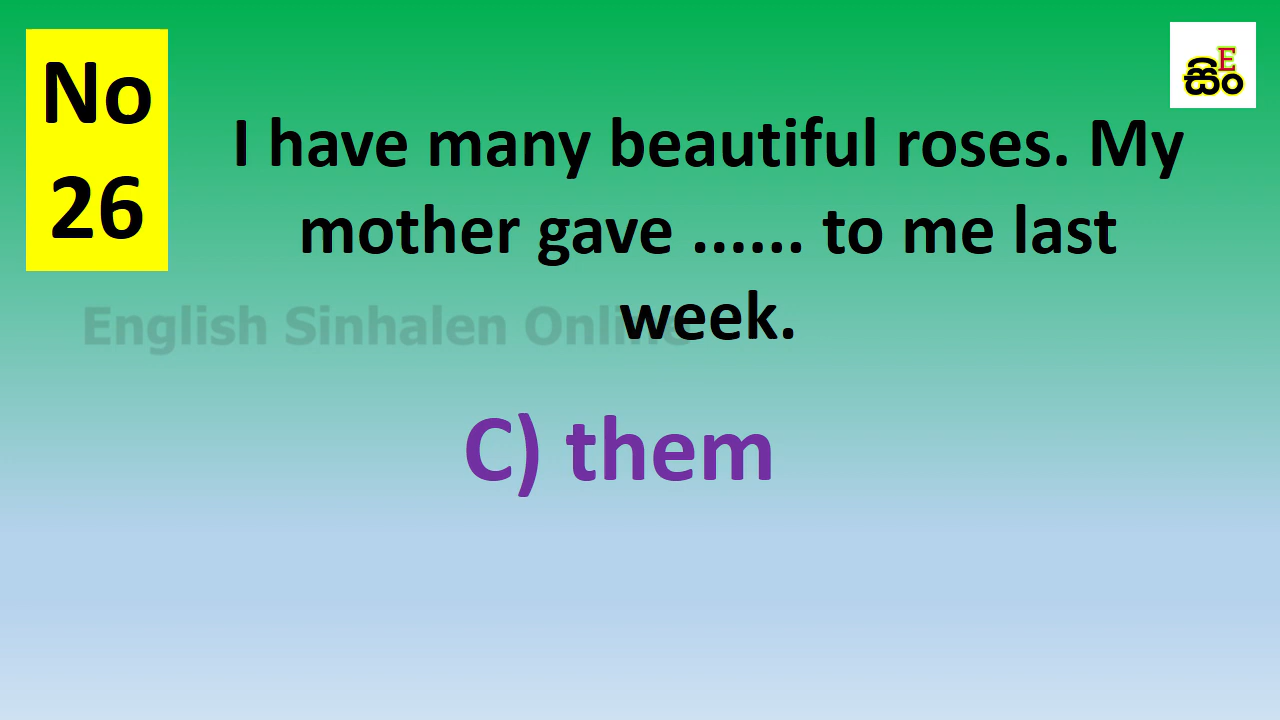 No
26
E
සිං
I have many beautiful roses. My
mother gave ...... to me last
week.
English Sinhalen Online
C) them